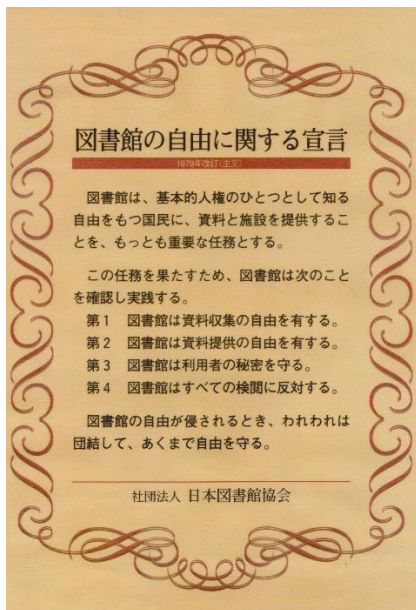 図書館の自由に関する宣言
1979年改訂(主文)
図書館は、基本的人権のひとつとして知る
自由をもつ国民に、資料と施設を提供するこ
とを、もっとも重要な任務とする。
この任務を果たすため、図書館は次のこと
を確認し実践する。
第1 図書館は資料収集の自由を有する。
第2 図書館は資料提供の自由を有する。
第3 図書館は利用者の秘密を守る。
第4 図書館はすべての検閲に反対する。
図書館の自由が侵されるとき、われわれは
団結して、あくまで自由を守る。
社団法人 日本図書館協会